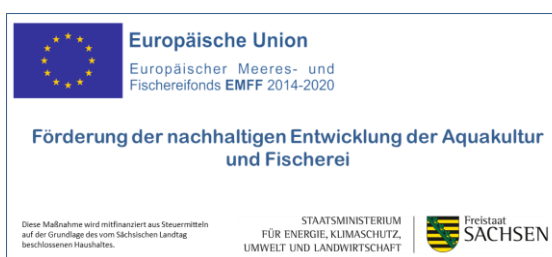 Europäische Union
Europäischer Meeres- und
Fischereifonds EMFF 2014-2020
Förderung der nachhaltigen Entwicklung der Aquakultur
und Fischerei
Diese Maßnahme wird mitfinanziert aus Steuermitteln
auf der Grundlage des vom Sächsischen Landtag
beschlossenen Haushaltes.
STAATSMINISTERIUM
FÜR ENERGIE, KLIMASCHUTZ,
UMWELT UND LANDWIRTSCHAFT
Freistaat
SACHSEN